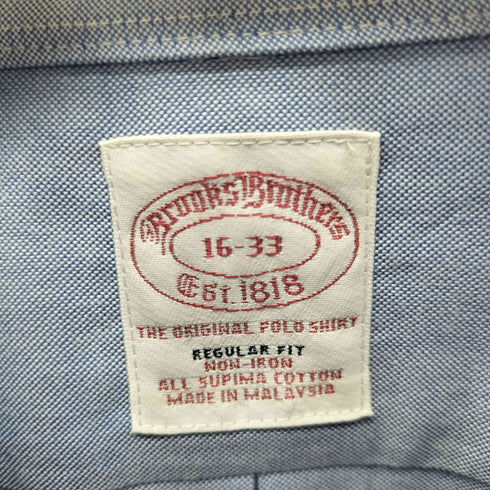 Brooks Brothers
16-33
Est. 1818
THE ORIGINAL POLO SHIRT
REGULAR FIT
NON-IRON
ALL SUPIMA COTTON
MADE IN MALAYSIA